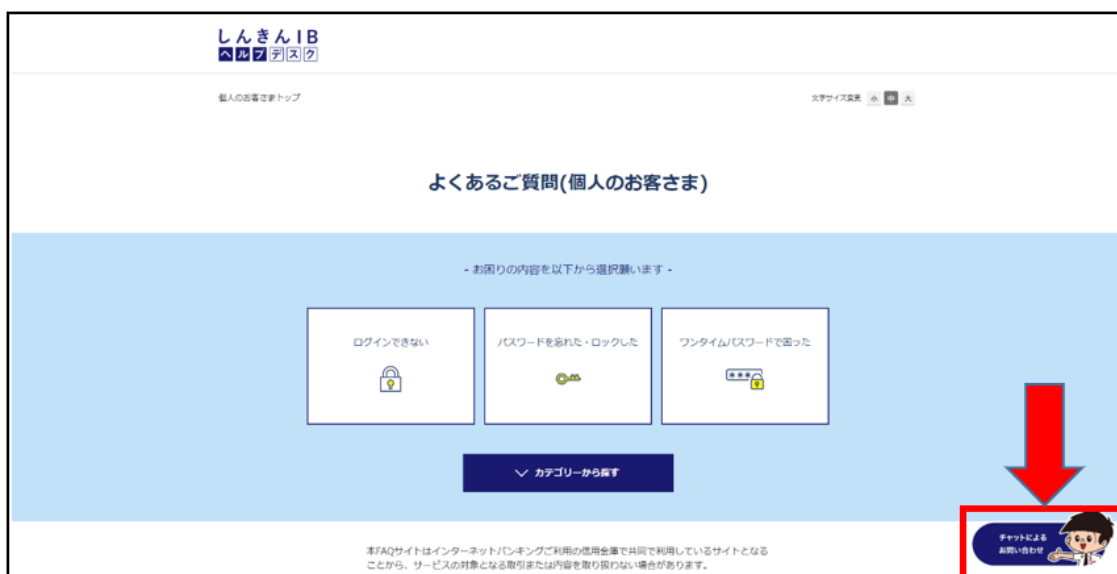 しんきんIB
ヘルプデスク
個人のお客さまトップ
文字サイズ変更 小 中 大
よくあるご質問(個人のお客さま)
- お困りの内容を以下から選択願います -
ログインできない
パスワードを忘れた・ロックした
ワンタイムパスワードで困った
カテゴリーから探す
チャットによる
お問い合わせ
本FAQサイトはインターネットバンキングご利用の信用金庫で共同で利用しているサイトとなる
ことから、サービスの対象となる取引または内容を取り扱わない場合があります。